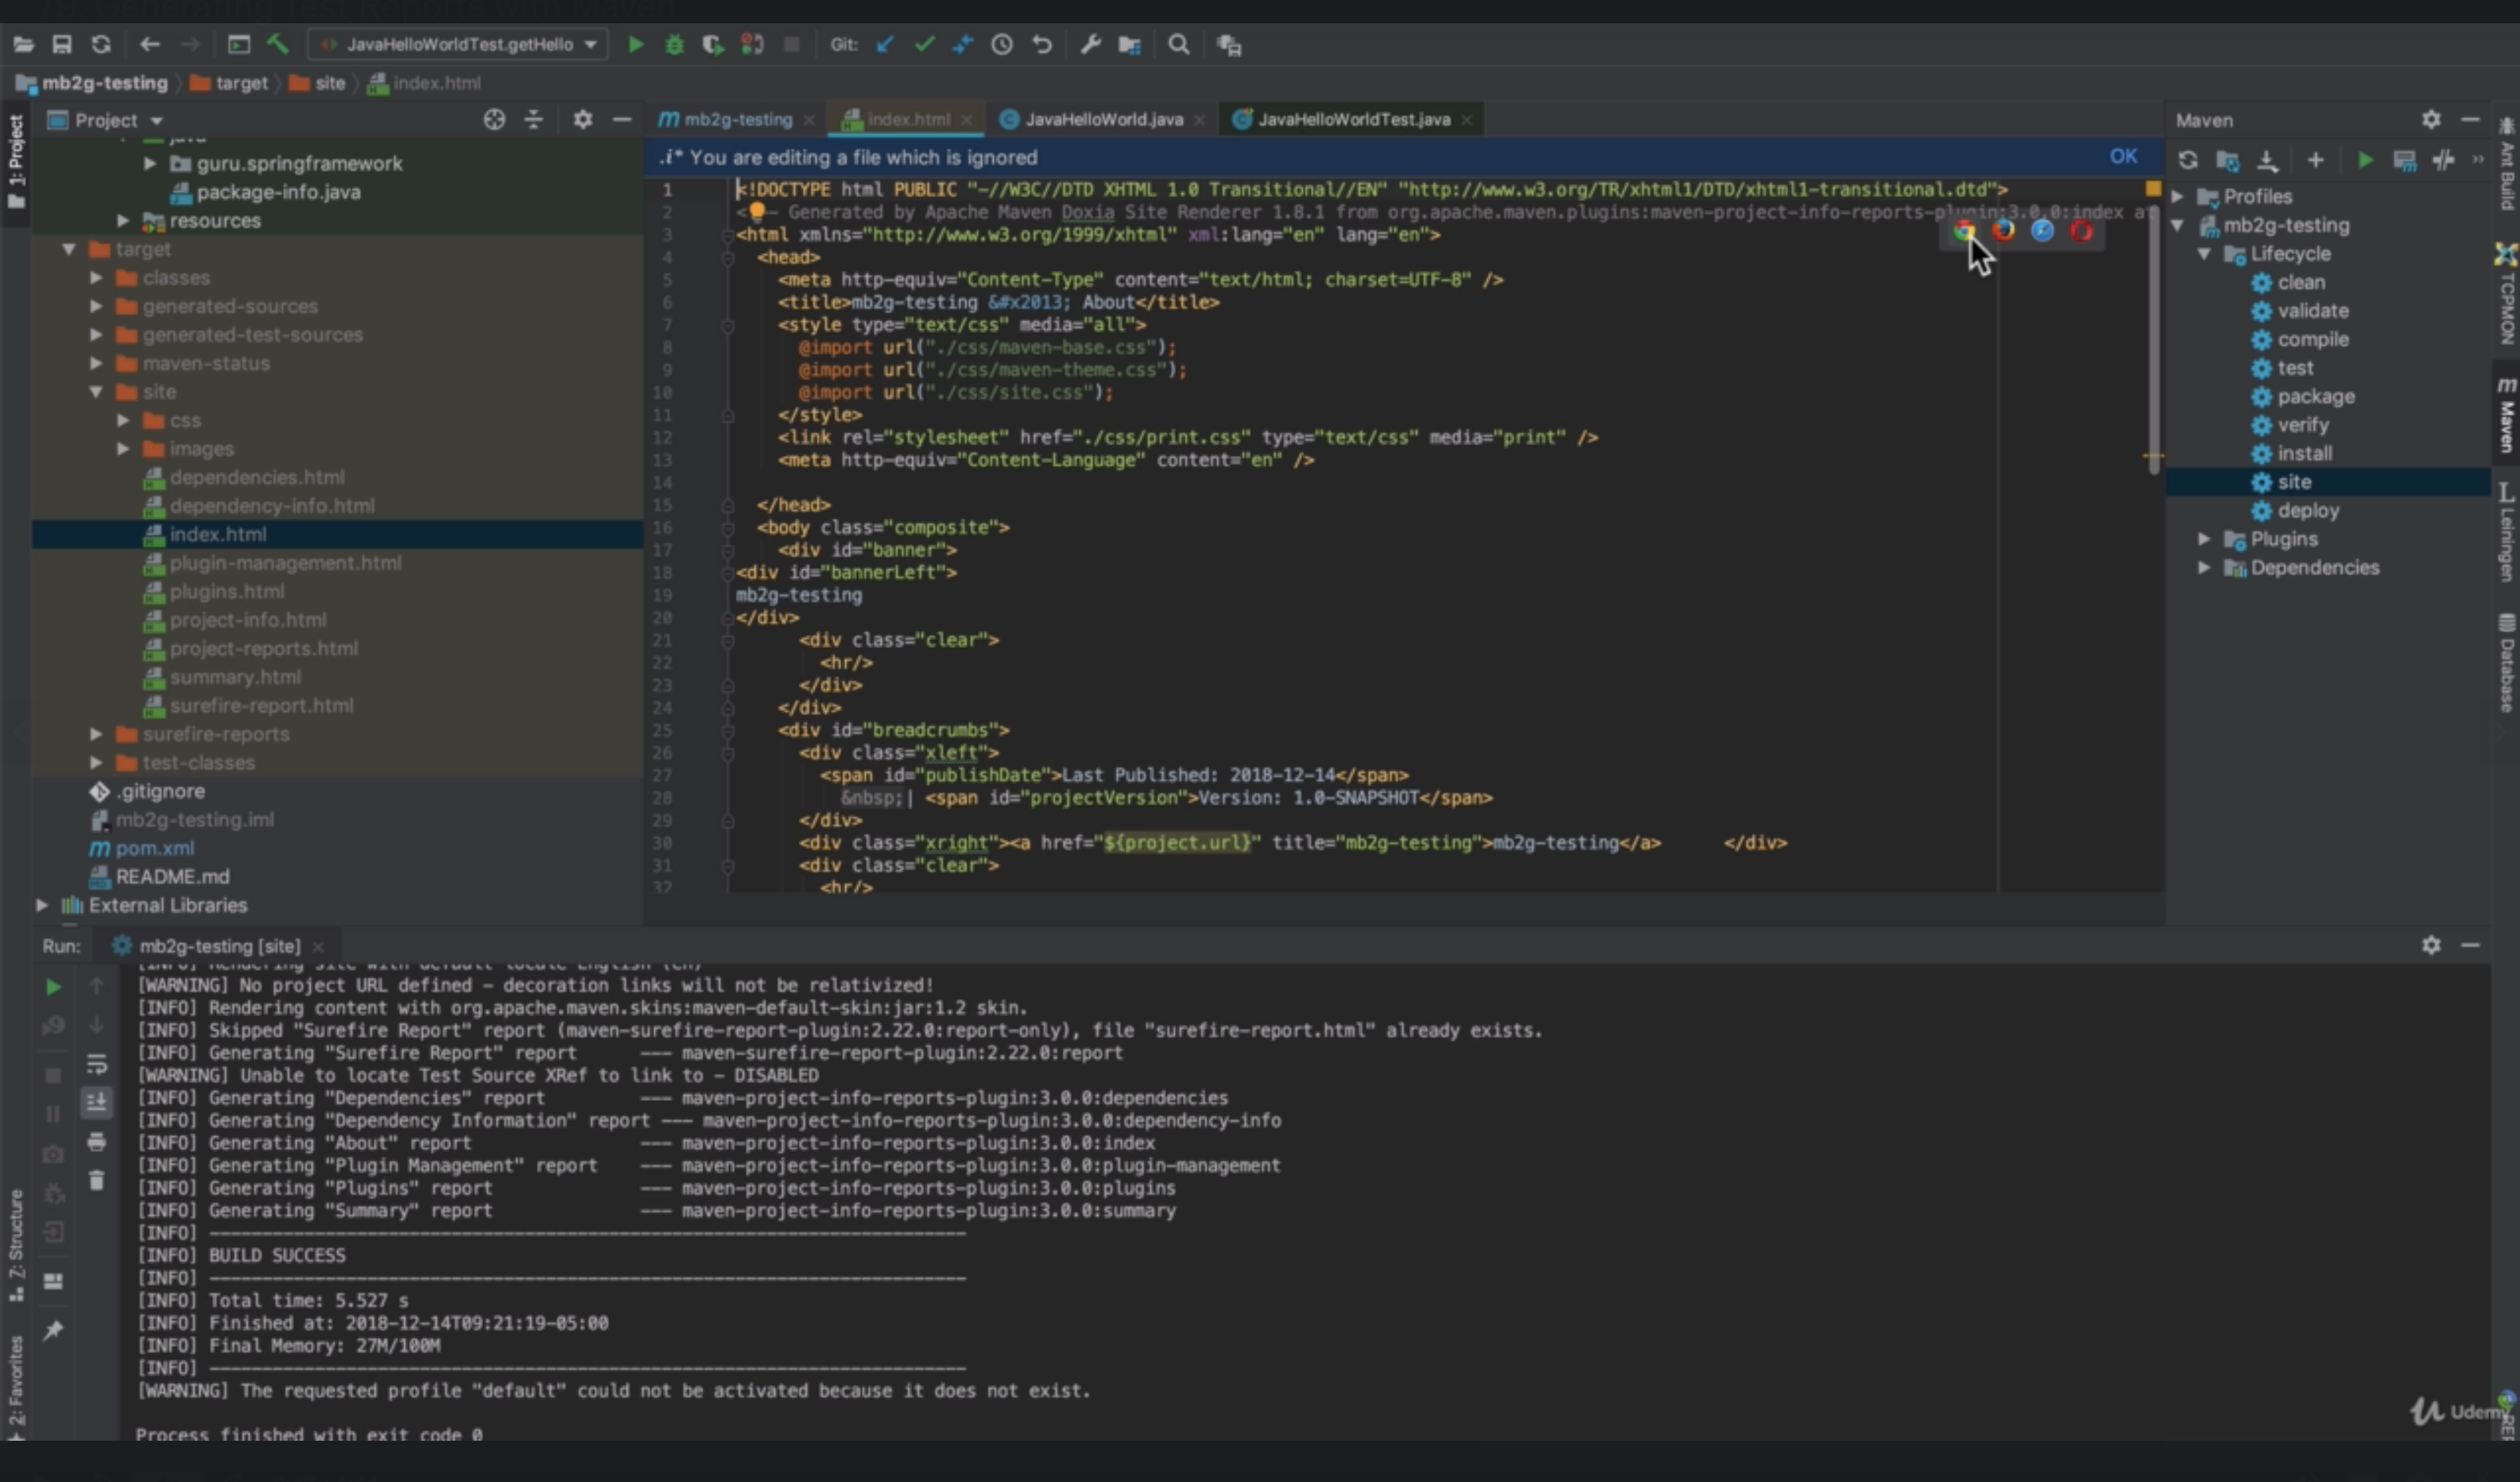 JavaHelloWorldTest.getHello
Git:
mb2g-testing
target
site
index.html
Project
mb2g-testing
index.html
JavaHelloWorld.java
JavaHelloWorldTest.java
Maven
1: Project
java
guru.springframework
package-info.java
resources
target
classes
generated-sources
generated-test-sources
maven-status
site
css
images
dependencies.html
dependency-info.html
index.html
plugin-management.html
plugins.html
project-info.html
project-reports.html
summary.html
surefire-report.html
surefire-reports
test-classes
.gitignore
mb2g-testing.iml
pom.xml
README.md
External Libraries
.i* You are editing a file which is ignored
OK
1 <!DOCTYPE html PUBLIC "-//W3C//DTD XHTML 1.0 Transitional//EN" "http://www.w3.org/TR/xhtml1/DTD/xhtml1-transitional.dtd">
2 <!-- Generated by Apache Maven Doxia Site Renderer 1.8.1 from org.apache.maven.plugins:maven-project-info-reports-plugin:3.0.0:index at
3 <html xmlns="http://www.w3.org/1999/xhtml" xml:lang="en" lang="en">
4 <head>
5 <meta http-equiv="Content-Type" content="text/html; charset=UTF-8" />
6 <title>mb2g-testing &#x2013; About</title>
7 <style type="text/css" media="all">
8 @import url("./css/maven-base.css");
9 @import url("./css/maven-theme.css");
10 @import url("./css/site.css");
11 </style>
12 <link rel="stylesheet" href="./css/print.css" type="text/css" media="print" />
13 <meta http-equiv="Content-Language" content="en" />
14
15 </head>
16 <body class="composite">
17 <div id="banner">
18 <div id="bannerLeft">
19 mb2g-testing
20 </div>
21 <div class="clear">
22 <hr/>
23 </div>
24 </div>
25 <div id="breadcrumbs">
26 <div class="xleft">
27 <span id="publishDate">Last Published: 2018-12-14</span>
28 &nbsp;| <span id="projectVersion">Version: 1.0-SNAPSHOT</span>
29 </div>
30 <div class="xright"><a href="${project.url}" title="mb2g-testing">mb2g-testing</a> </div>
31 <div class="clear">
32 <hr/>
Profiles
mb2g-testing
Lifecycle
clean
validate
compile
test
package
verify
install
site
deploy
Plugins
Dependencies
Ant Build
TCPMON
Maven
Leiningen
Database
Run:
mb2g-testing [site]
[INFO] Rendering site with default locale English (en)
[WARNING] No project URL defined - decoration links will not be relativized!
[INFO] Rendering content with org.apache.maven.skins:maven-default-skin:jar:1.2 skin.
[INFO] Skipped "Surefire Report" report (maven-surefire-report-plugin:2.22.0:report-only), file "surefire-report.html" already exists.
[INFO] Generating "Surefire Report" report --- maven-surefire-report-plugin:2.22.0:report
[WARNING] Unable to locate Test Source XRef to link to - DISABLED
[INFO] Generating "Dependencies" report --- maven-project-info-reports-plugin:3.0.0:dependencies
[INFO] Generating "Dependency Information" report --- maven-project-info-reports-plugin:3.0.0:dependency-info
[INFO] Generating "About" report --- maven-project-info-reports-plugin:3.0.0:index
[INFO] Generating "Plugin Management" report --- maven-project-info-reports-plugin:3.0.0:plugin-management
[INFO] Generating "Plugins" report --- maven-project-info-reports-plugin:3.0.0:plugins
[INFO] Generating "Summary" report --- maven-project-info-reports-plugin:3.0.0:summary
[INFO] ------------------------------------------------------------------------
[INFO] BUILD SUCCESS
[INFO] ------------------------------------------------------------------------
[INFO] Total time: 5.527 s
[INFO] Finished at: 2018-12-14T09:21:19-05:00
[INFO] Final Memory: 27M/100M
[INFO] ------------------------------------------------------------------------
[WARNING] The requested profile "default" could not be activated because it does not exist.
Process finished with exit code 0
Z: Structure
2: Favorites
Udemy